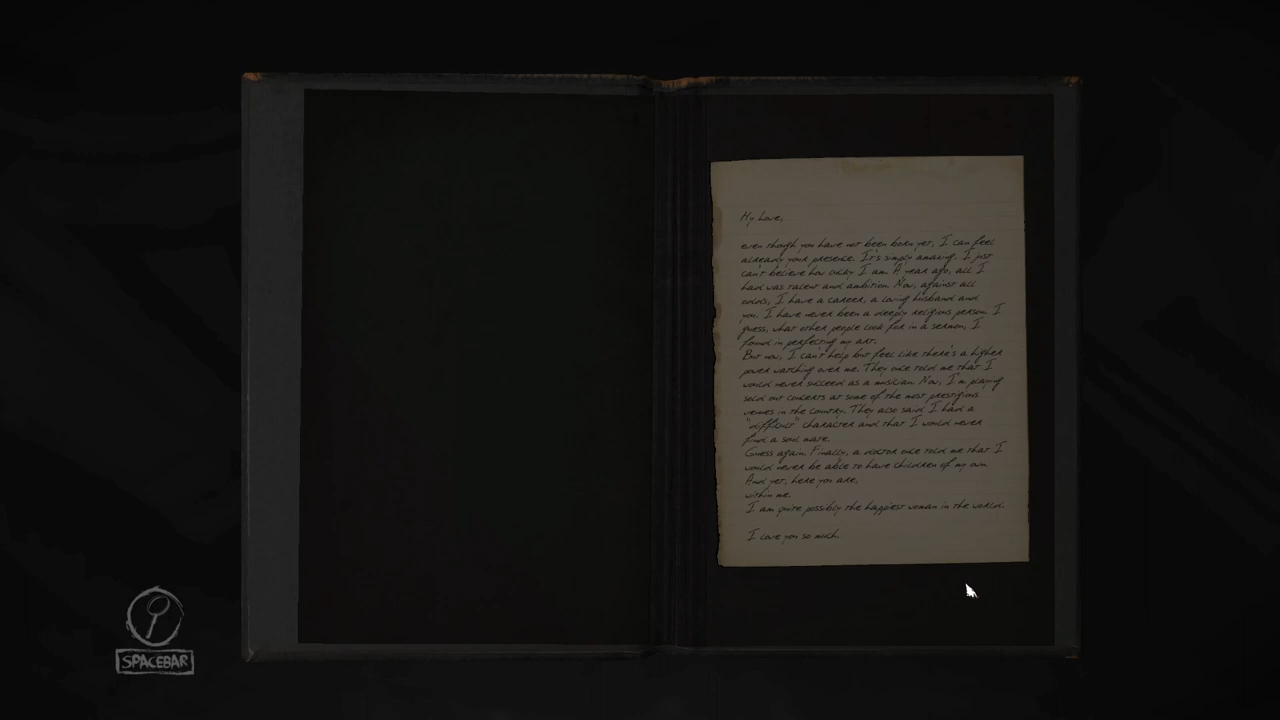 My Love,
even though you have not been born yet, I can feel
already your presence. It's simply amazing. I just
can't believe how lucky I am. A year ago, all I
had was talent and ambition. Now, against all
odds, I have a career, a loving husband and
you. I have never been a deeply religious person. I
guess, what other people look for in a sermon, I
found in perfecting my art.
But now, I can't help but feel like there's a higher
power watching over me. They once told me that I
would never succeed as a musician. Now, I'm playing
sold out concerts at some of the most prestigious
venues in the country. They also said I had a
"difficult" character and that I would never
find a soul mate.
Guess again. Finally, a doctor once told me that I
would never be able to have children of my own.
And yet, here you are,
within me.
I am quite possibly the happiest woman in the world.
I love you so much.
SPACEBAR